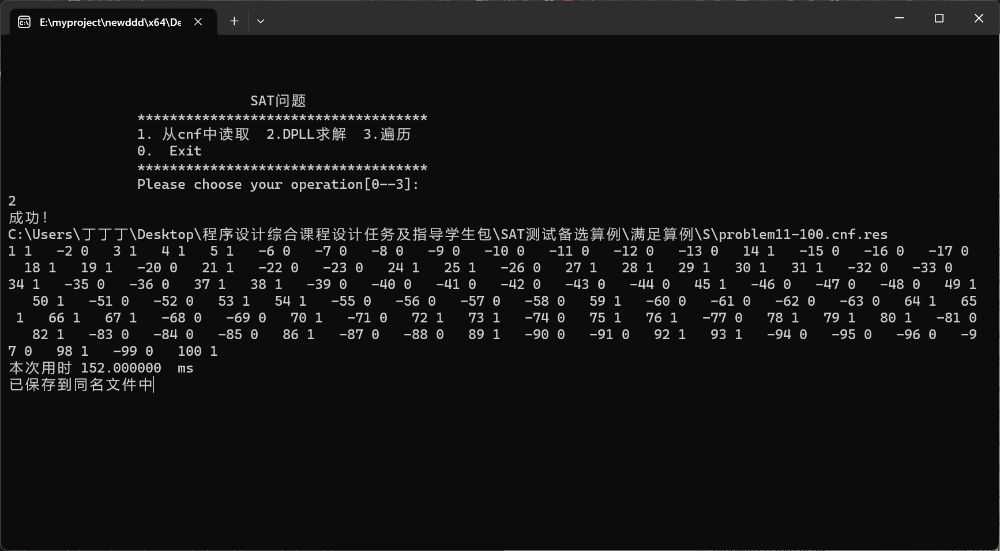 E:\myproject\newddd\x64\De
SAT问题
************************************
1. 从cnf中读取  2.DPLL求解  3.遍历
0.  Exit
************************************
Please choose your operation[0--3]:
2
成功!
C:\Users\丁丁丁\Desktop\程序设计综合课程设计任务及指导学生包\SAT测试备选算例\满足算例\S\problem11-100.cnf.res
1 1   -2 0   3 1   4 1   5 1   -6 0   -7 0   -8 0   -9 0   -10 0   -11 0   -12 0   -13 0   14 1   -15 0   -16 0   -17 0
  18 1   19 1   -20 0   21 1   -22 0   -23 0   24 1   25 1   -26 0   27 1   28 1   29 1   30 1   31 1   -32 0   -33 0
34 1   -35 0   -36 0   37 1   38 1   -39 0   -40 0   -41 0   -42 0   -43 0   -44 0   45 1   -46 0   -47 0   -48 0   49 1
   50 1   -51 0   -52 0   53 1   54 1   -55 0   -56 0   -57 0   -58 0   59 1   -60 0   -61 0   -62 0   -63 0   64 1   65
 1   66 1   67 1   -68 0   -69 0   70 1   -71 0   72 1   73 1   -74 0   75 1   76 1   -77 0   78 1   79 1   80 1   -81 0
   82 1   -83 0   -84 0   -85 0   86 1   -87 0   -88 0   89 1   -90 0   -91 0   92 1   93 1   -94 0   -95 0   -96 0   -9
7 0   98 1   -99 0   100 1
本次用时 152.000000  ms
已保存到同名文件中